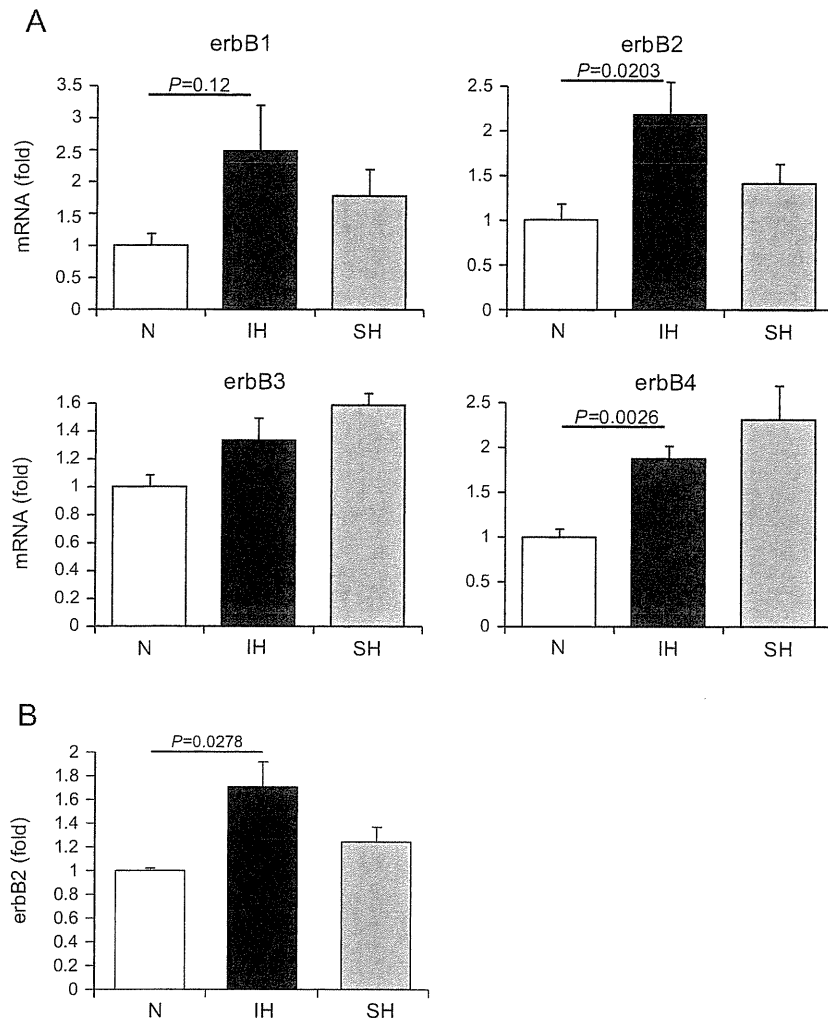 A
erbB1
P=0.12
mRNA (fold)
3.5
3
2.5
2
1.5
1
0.5
0
N IH SH
erbB2
P=0.0203
2.5
2
1.5
1
0.5
0
N IH SH
erbB3
mRNA (fold)
1.6
1.4
1.2
1
0.8
0.6
0.4
0.2
0
N IH SH
erbB4
P=0.0026
2.5
2
1.5
1
0.5
0
N IH SH
B
P=0.0278
erbB2 (fold)
2
1.8
1.6
1.4
1.2
1
0.8
0.6
0.4
0.2
0
N IH SH